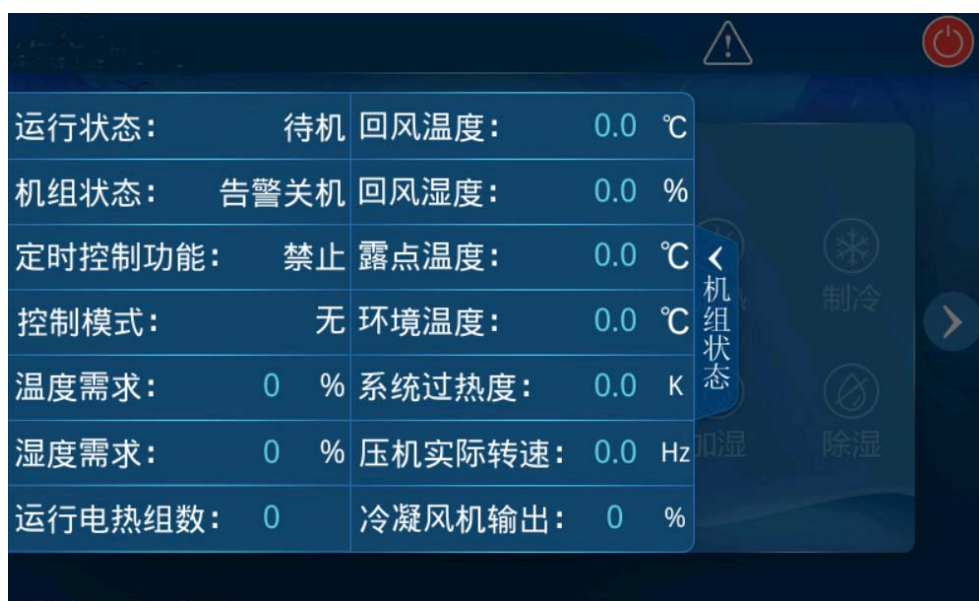 运行状态： 待机 回风温度： 0.0 ℃
机组状态： 告警关机 回风湿度： 0.0 %
定时控制功能： 禁止 露点温度： 0.0 ℃
控制模式： 无 环境温度： 0.0 ℃
温度需求： 0 % 系统过热度： 0.0 K
湿度需求： 0 % 压机实际转速： 0.0 Hz
运行电热组数： 0 冷凝风机输出： 0 %
机组状态
制冷
加湿
除湿